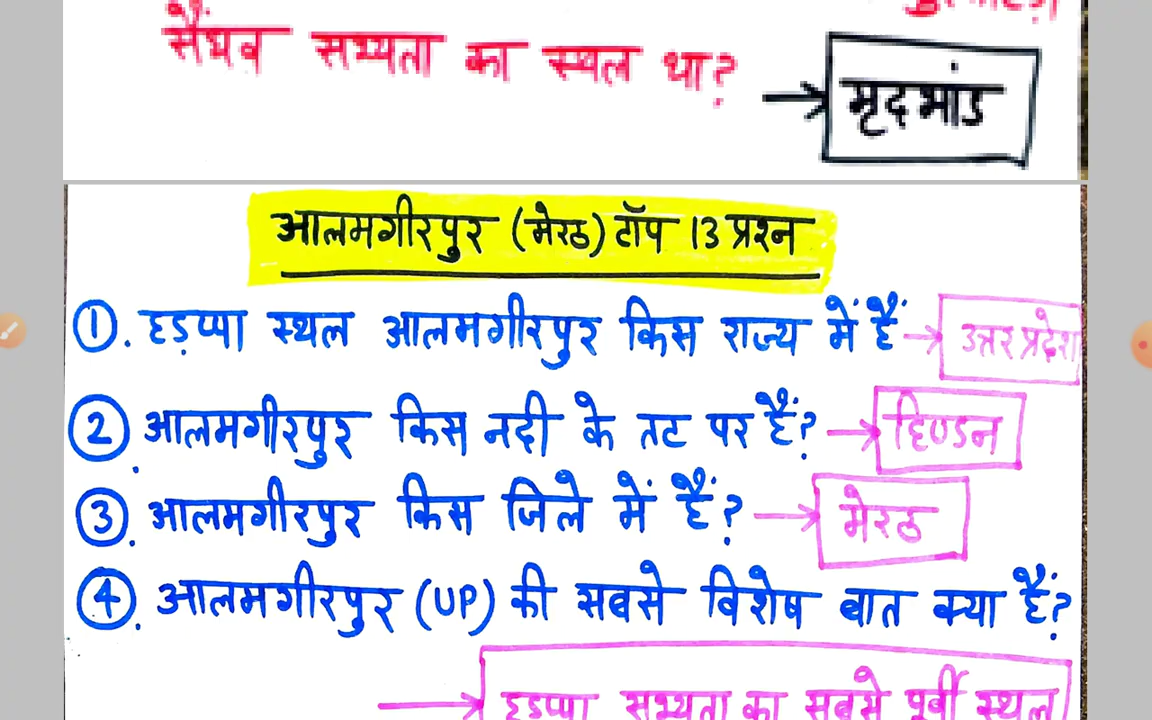 सैंधव सभ्यता का स्थल था?
→ मृदभांड
आलमगीरपुर (मेरठ) टॉप 13 प्रश्न
①. हड़प्पा स्थल आलमगीरपुर किस राज्य में हैं → उत्तर प्रदेश
②. आलमगीरपुर किस नदी के तट पर हैं? → हिण्डन
③. आलमगीरपुर किस जिले में हैं? → मेरठ
④. आलमगीरपुर (UP) की सबसे विशेष बात क्या हैं?
→ हडप्पा सभ्यता का सबसे पूर्वी स्थल